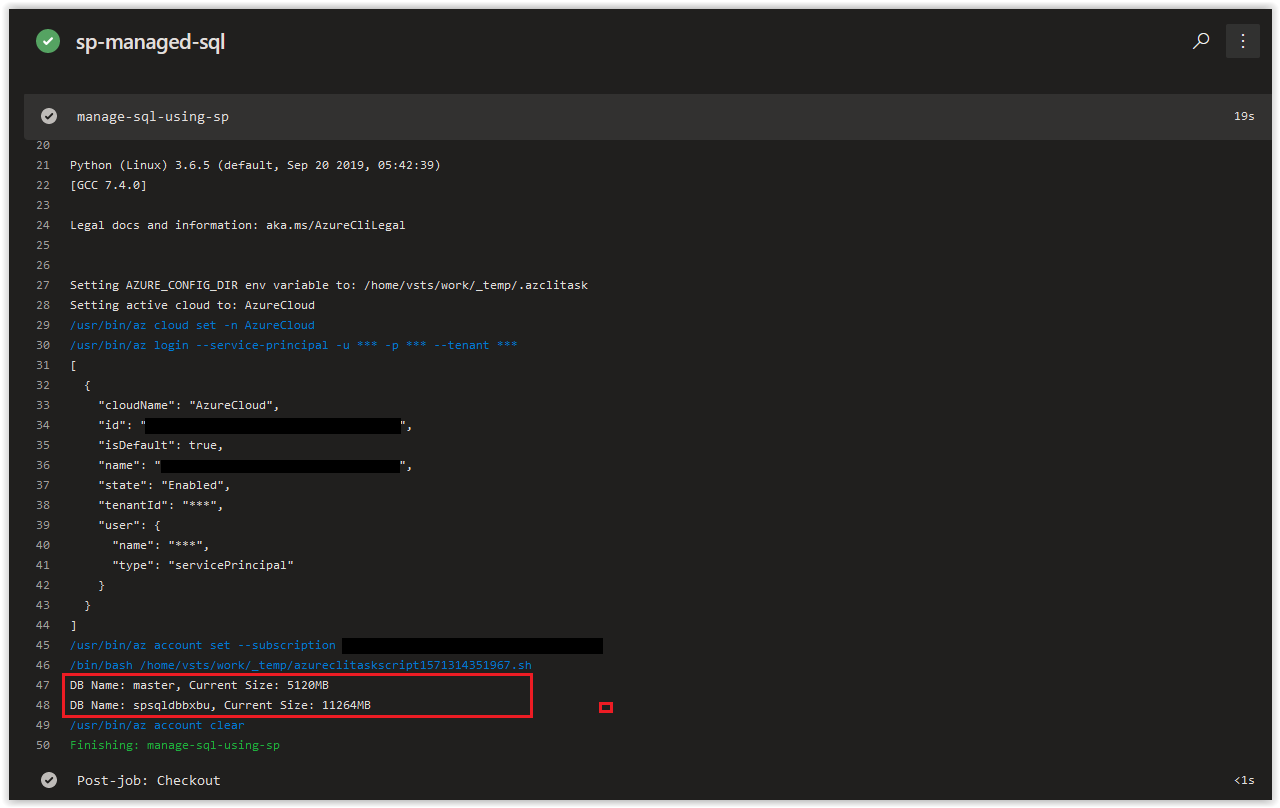 sp-managed-sql
manage-sql-using-sp 19s
20
21 Python (Linux) 3.6.5 (default, Sep 20 2019, 05:42:39)
22 [GCC 7.4.0]
23
24 Legal docs and information: aka.ms/AzureCliLegal
25
26
27 Setting AZURE_CONFIG_DIR env variable to: /home/vsts/work/_temp/.azclitask
28 Setting active cloud to: AzureCloud
29 /usr/bin/az cloud set -n AzureCloud
30 /usr/bin/az login --service-principal -u *** -p *** --tenant ***
31 [
32 {
33 "cloudName": "AzureCloud",
34 "id": "",
35 "isDefault": true,
36 "name": "",
37 "state": "Enabled",
38 "tenantId": "***",
39 "user": {
40 "name": "***",
41 "type": "servicePrincipal"
42 }
43 }
44 ]
45 /usr/bin/az account set --subscription
46 /bin/bash /home/vsts/work/_temp/azureclitaskscript1571314351967.sh
47 DB Name: master, Current Size: 5120MB
48 DB Name: spsqldbbxbu, Current Size: 11264MB
49 /usr/bin/az account clear
50 Finishing: manage-sql-using-sp
Post-job: Checkout <1s